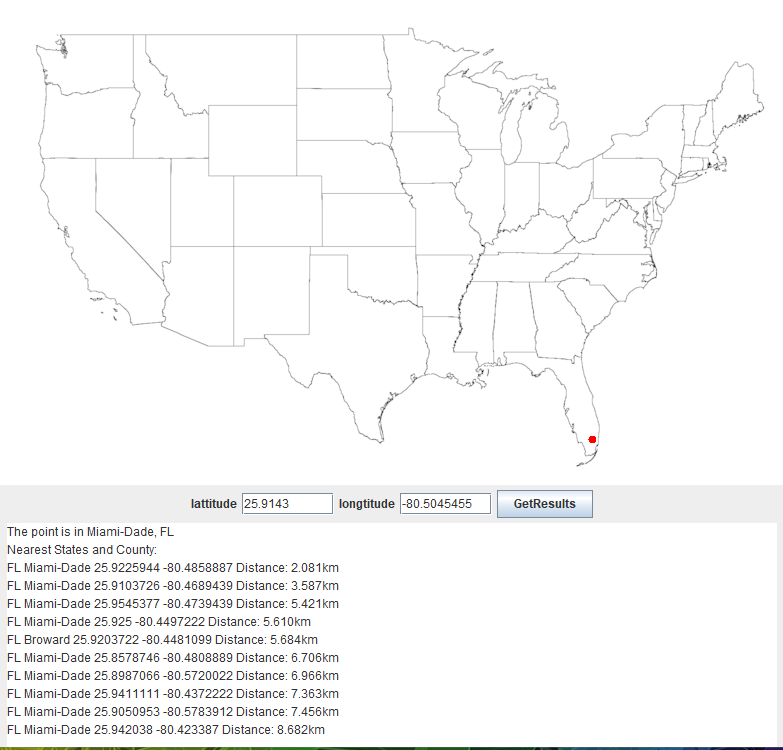 lattitude 25.9143 longtitude -80.5045455 GetResults
The point is in Miami-Dade, FL
Nearest States and County:
FL Miami-Dade 25.9225944 -80.4858887 Distance: 2.081km
FL Miami-Dade 25.9103726 -80.4689439 Distance: 3.587km
FL Miami-Dade 25.9545377 -80.4739439 Distance: 5.421km
FL Miami-Dade 25.925 -80.4497222 Distance: 5.610km
FL Broward 25.9203722 -80.4481099 Distance: 5.684km
FL Miami-Dade 25.8578746 -80.4808889 Distance: 6.706km
FL Miami-Dade 25.8987066 -80.5720022 Distance: 6.966km
FL Miami-Dade 25.9411111 -80.4372222 Distance: 7.363km
FL Miami-Dade 25.9050953 -80.5783912 Distance: 7.456km
FL Miami-Dade 25.942038 -80.423387 Distance: 8.682km